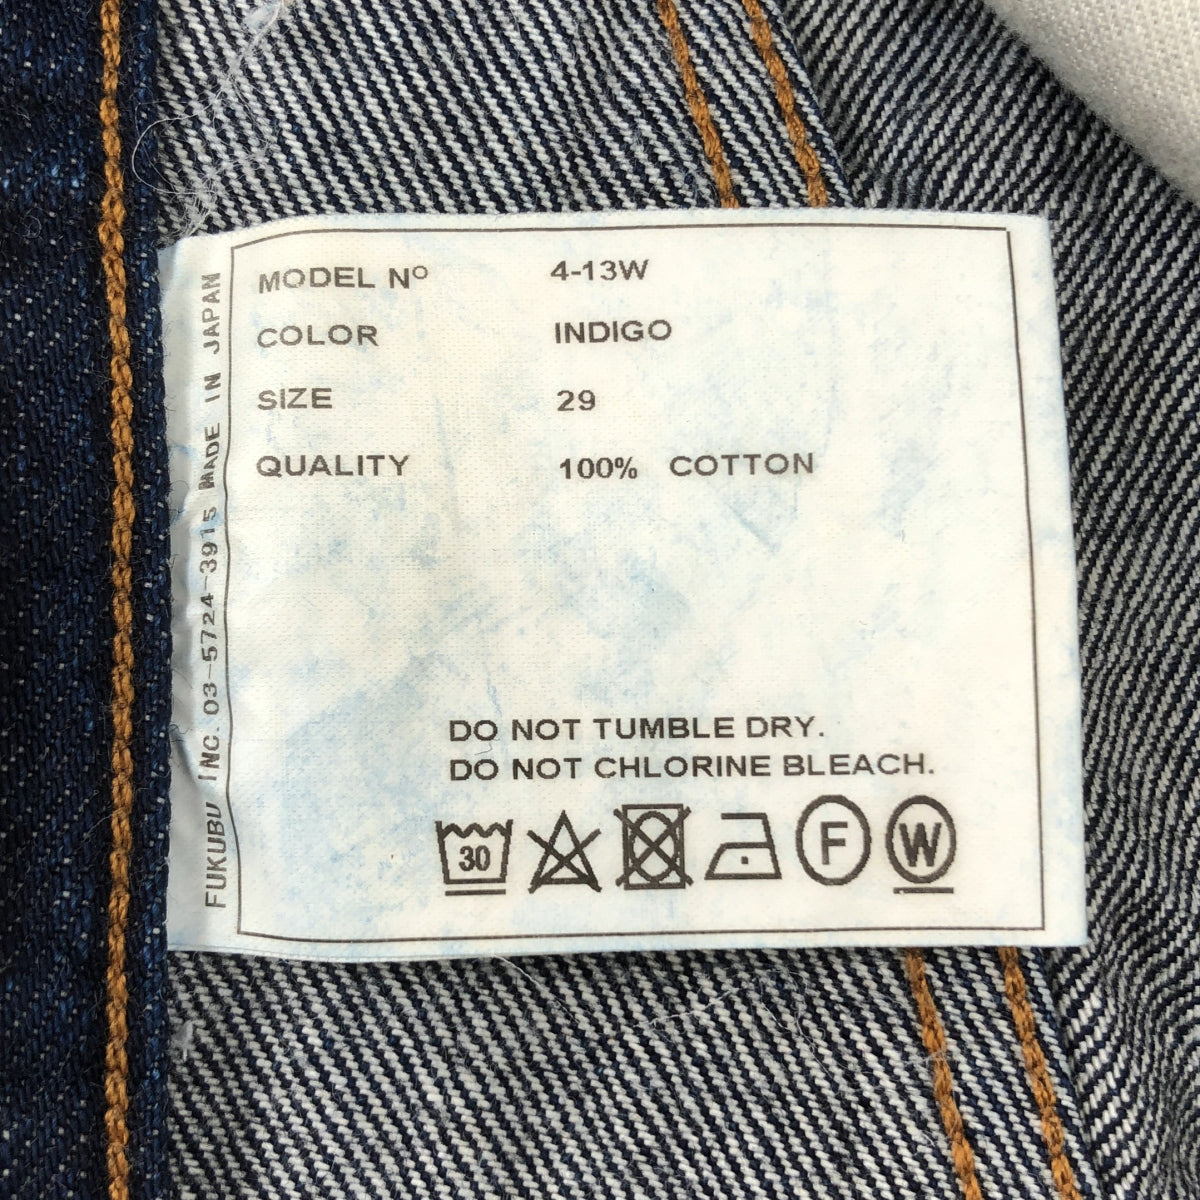 MODEL Nº 4-13W
COLOR INDIGO
SIZE 29
QUALITY 100% COTTON
DO NOT TUMBLE DRY.
DO NOT CHLORINE BLEACH.
30 F W
FUKUBU INC. 03-5724-3915 MADE IN JAPAN